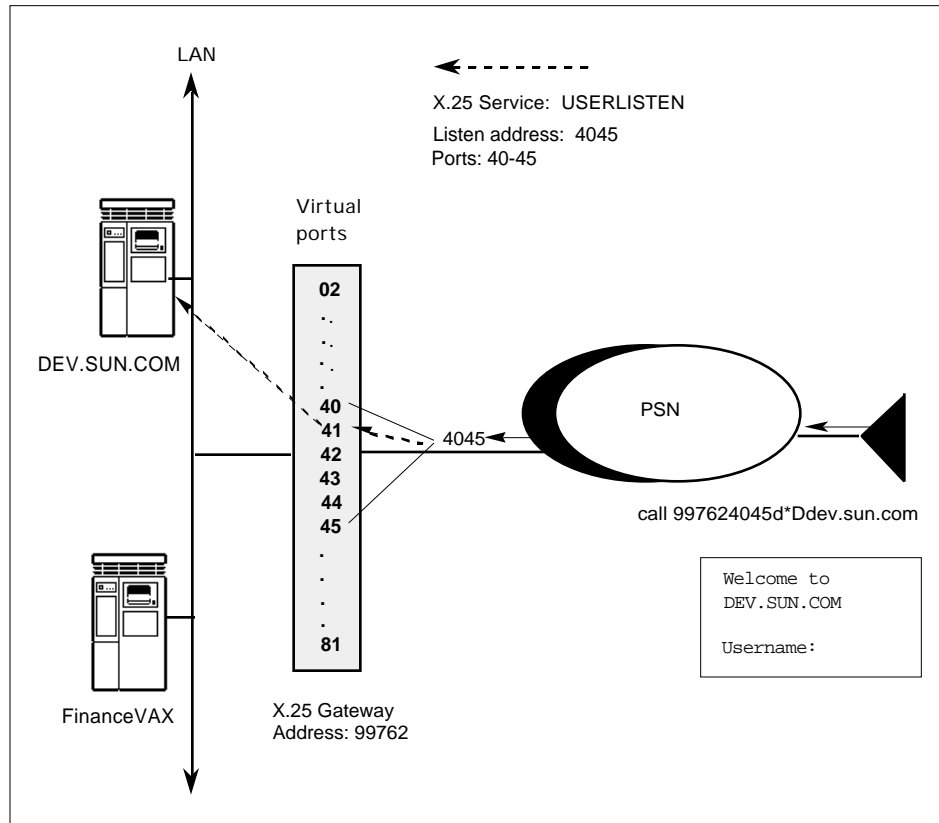 LAN
X.25 Service: USERLISTEN
Listen address: 4045
Ports: 40-45
Virtual
ports
02
..
.
..
.
40
41
42
43
44
45
.
.
.
.
81
4045
PSN
DEV.SUN.COM
call 997624045d*Ddev.sun.com
Welcome to
DEV.SUN.COM
Username:
FinanceVAX
X.25 Gateway
Address: 99762